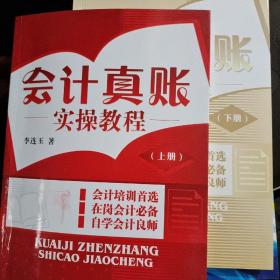 会计真账
实操教程
李连玉 著
（上册）
会计培训首选
在岗会计必备
自学会计良师
KUAIJI ZHENZHANG
SHICAO JIAOCHENG
账
（下册）
首选
必备
良师